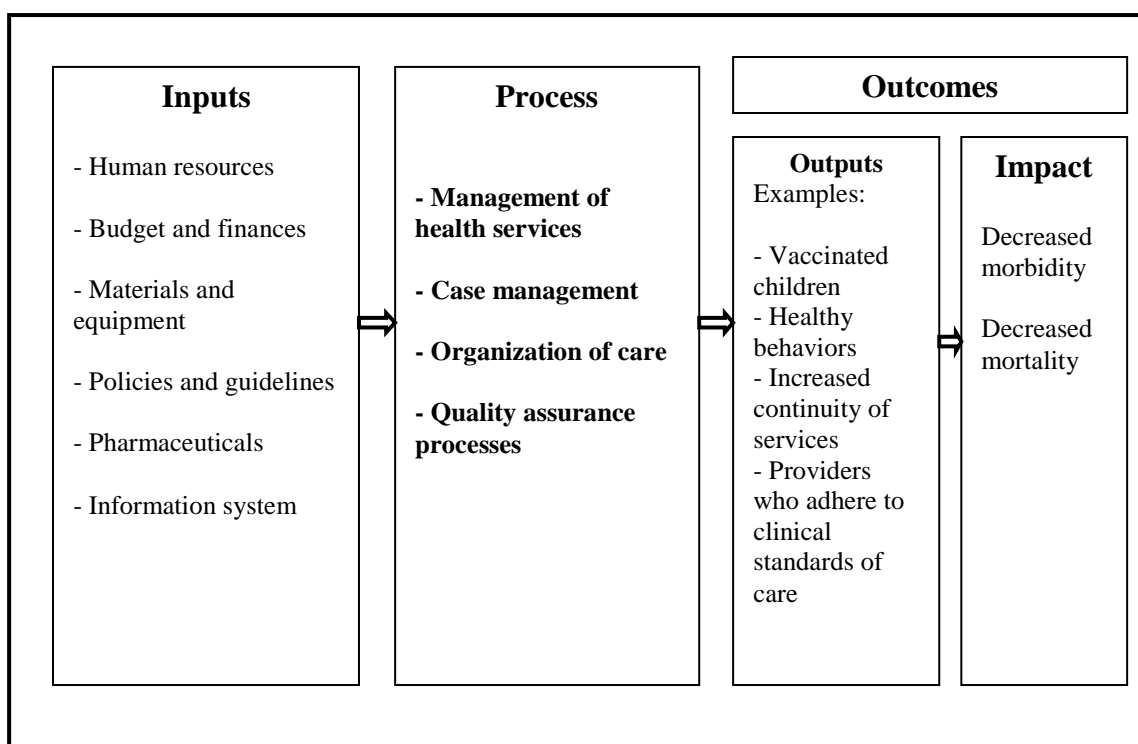 Inputs
- Human resources
- Budget and finances
- Materials and
equipment
- Policies and guidelines
- Pharmaceuticals
- Information system
Process
- Management of
health services
- Case management
- Organization of care
- Quality assurance
processes
Outcomes
Outputs
Examples:
- Vaccinated
children
- Healthy
behaviors
- Increased
continuity of
services
- Providers
who adhere to
clinical
standards of
care
Impact
Decreased
morbidity
Decreased
mortality